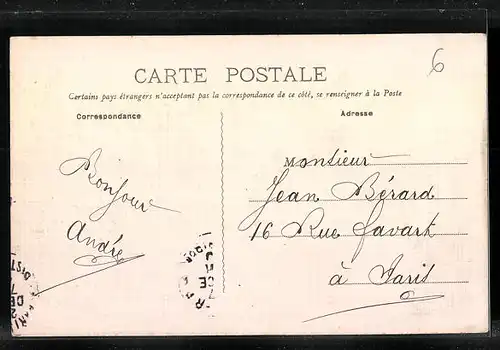 6
CARTE POSTALE
Certains pays étrangers n'acceptant pas la correspondance de ce côté, se renseigner à la Poste
Correspondance
Adresse
Bonjour
André
Monsieur
Jean Bérard
16 Rue Favart
à Paris